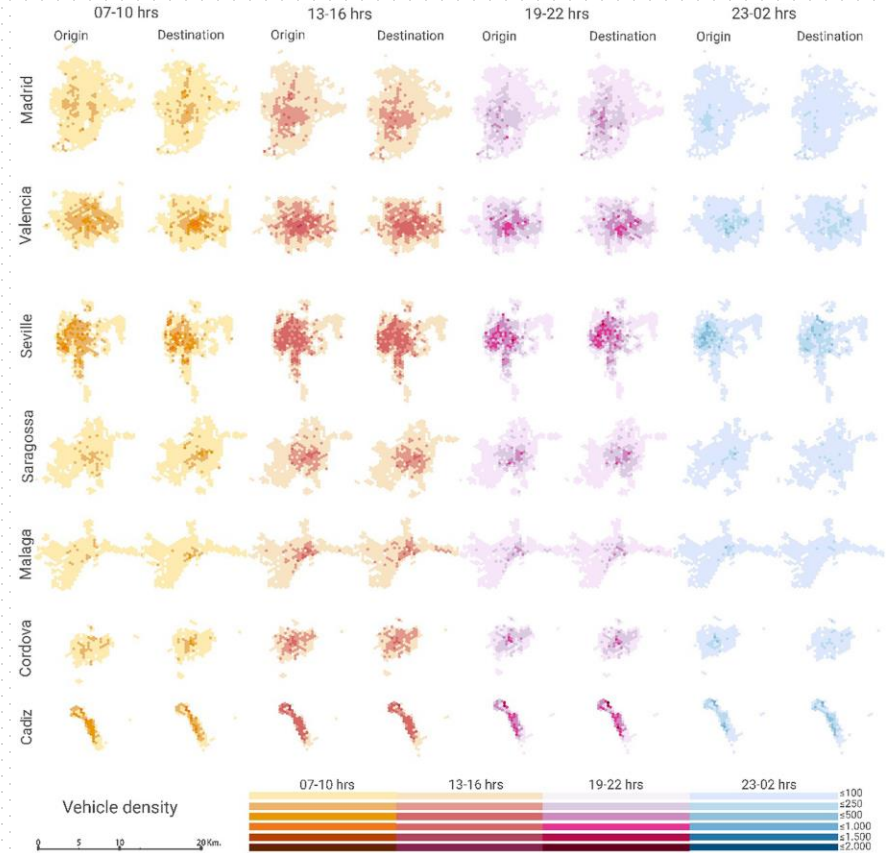 07-10 hrs 13-16 hrs 19-22 hrs 23-02 hrs
Origin Destination Origin Destination Origin Destination Origin Destination
Madrid
Valencia
Seville
Saragossa
Malaga
Cordova
Cadiz
07-10 hrs 13-16 hrs 19-22 hrs 23-02 hrs
Vehicle density
≤100
≤250
≤500
≤1.000
≤1.500
≤2.000
0 5 10 20 Km.